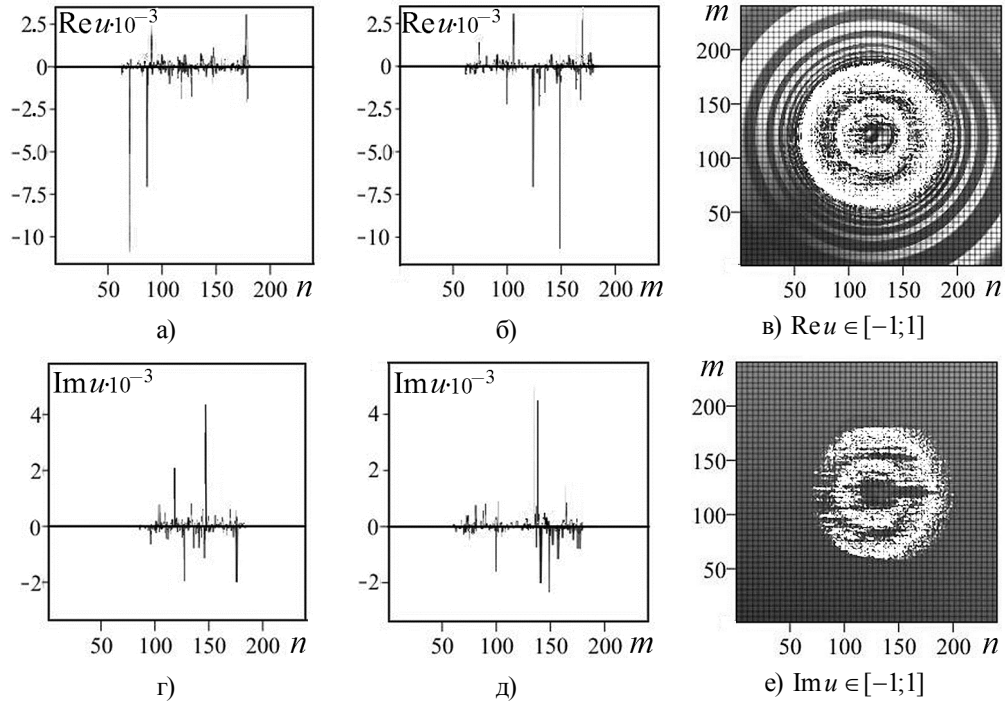 Re u·10⁻³
2.5
0
−2.5
−5.0
−7.5
−10
50 100 150 200 n
а)
Re u·10⁻³
2.5
0
−2.5
−5.0
−7.5
−10
50 100 150 200 m
б)
m
200
150
100
50
50 100 150 200 n
в) Re u ∈ [−1;1]
Im u·10⁻³
4
2
0
−2
50 100 150 200 n
г)
Im u·10⁻³
4
2
0
−2
50 100 150 200 m
д)
m
200
150
100
50
50 100 150 200 n
е) Im u ∈ [−1;1]